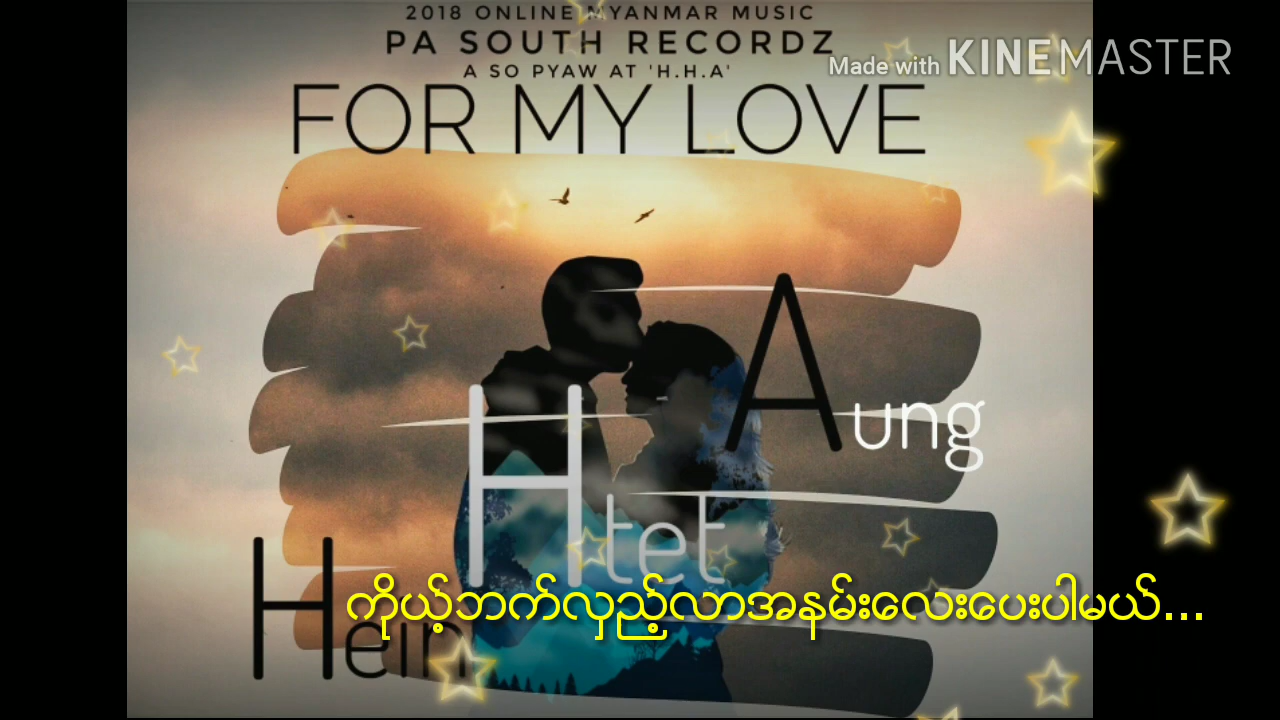 2018 ONLINE MYANMAR MUSIC
PA SOUTH RECORDZ
Made with KINEMASTER
A SO PYAW AT 'H.H.A'
FOR MY LOVE
Aung
Htet
Hein
ကိုယ့်ဘက်လှည့်လာအနမ်းလေးပေးပါမယ်...